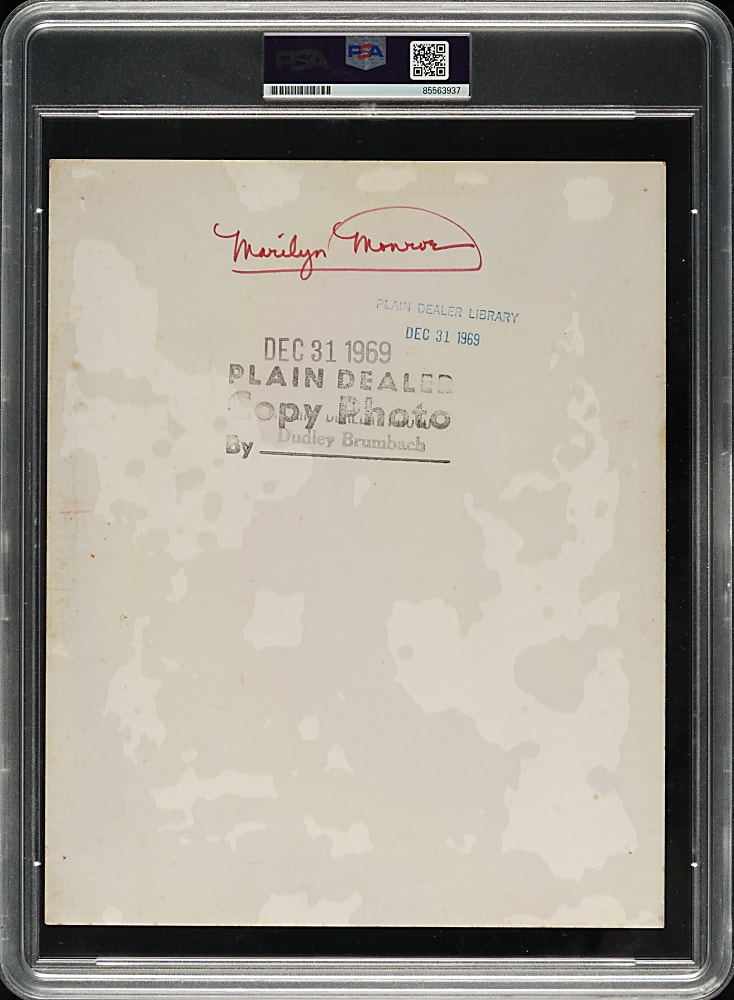 PSA
PSA
85563937
Marilyn Monroe
PLAIN DEALER LIBRARY
DEC 31 1969
DEC 31 1969
PLAIN DEALER
Copy Photo
Dudley Brumbach
By